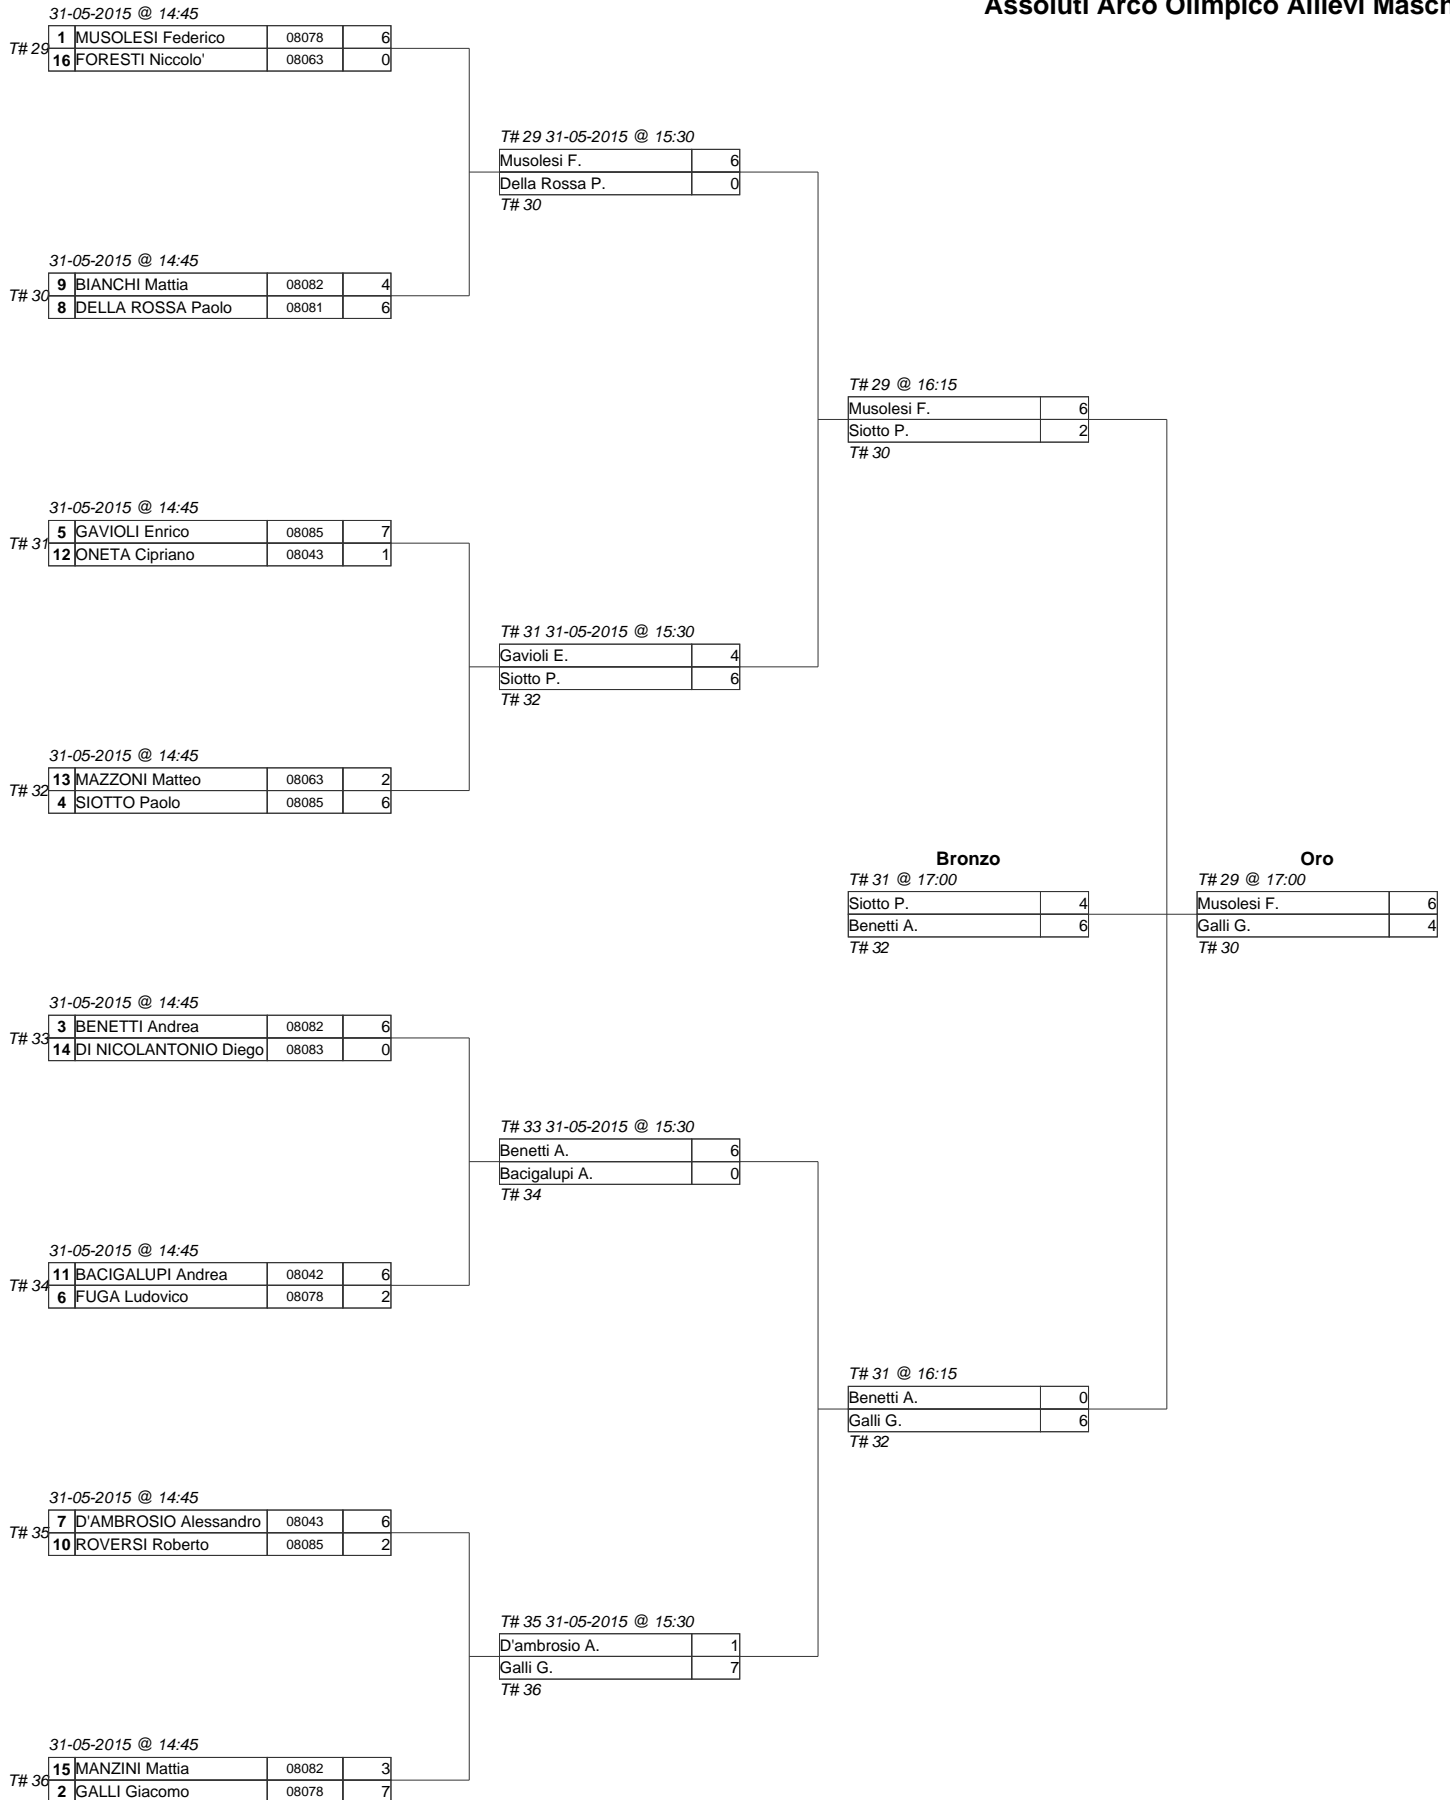 Assoluti Arco Olimpico Allievi Masch
31-05-2015 @ 14:45
T# 29
1 MUSOLESI Federico 08078 6
16 FORESTI Niccolo' 08063 0
T# 29 31-05-2015 @ 15:30
Musolesi F. 6
Della Rossa P. 0
T# 30
31-05-2015 @ 14:45
T# 30
9 BIANCHI Mattia 08082 4
8 DELLA ROSSA Paolo 08081 6
T# 29 @ 16:15
Musolesi F. 6
Siotto P. 2
T# 30
31-05-2015 @ 14:45
T# 31
5 GAVIOLI Enrico 08085 7
12 ONETA Cipriano 08043 1
T# 31 31-05-2015 @ 15:30
Gavioli E. 4
Siotto P. 6
T# 32
31-05-2015 @ 14:45
T# 32
13 MAZZONI Matteo 08063 2
4 SIOTTO Paolo 08085 6
Bronzo
T# 31 @ 17:00
Siotto P. 4
Benetti A. 6
T# 32
Oro
T# 29 @ 17:00
Musolesi F. 6
Galli G. 4
T# 30
31-05-2015 @ 14:45
T# 33
3 BENETTI Andrea 08082 6
14 DI NICOLANTONIO Diego 08083 0
T# 33 31-05-2015 @ 15:30
Benetti A. 6
Bacigalupi A. 0
T# 34
31-05-2015 @ 14:45
T# 34
11 BACIGALUPI Andrea 08042 6
6 FUGA Ludovico 08078 2
T# 31 @ 16:15
Benetti A. 0
Galli G. 6
T# 32
31-05-2015 @ 14:45
T# 35
7 D'AMBROSIO Alessandro 08043 6
10 ROVERSI Roberto 08085 2
T# 35 31-05-2015 @ 15:30
D'ambrosio A. 1
Galli G. 7
T# 36
31-05-2015 @ 14:45
T# 36
15 MANZINI Mattia 08082 3
2 GALLI Giacomo 08078 7